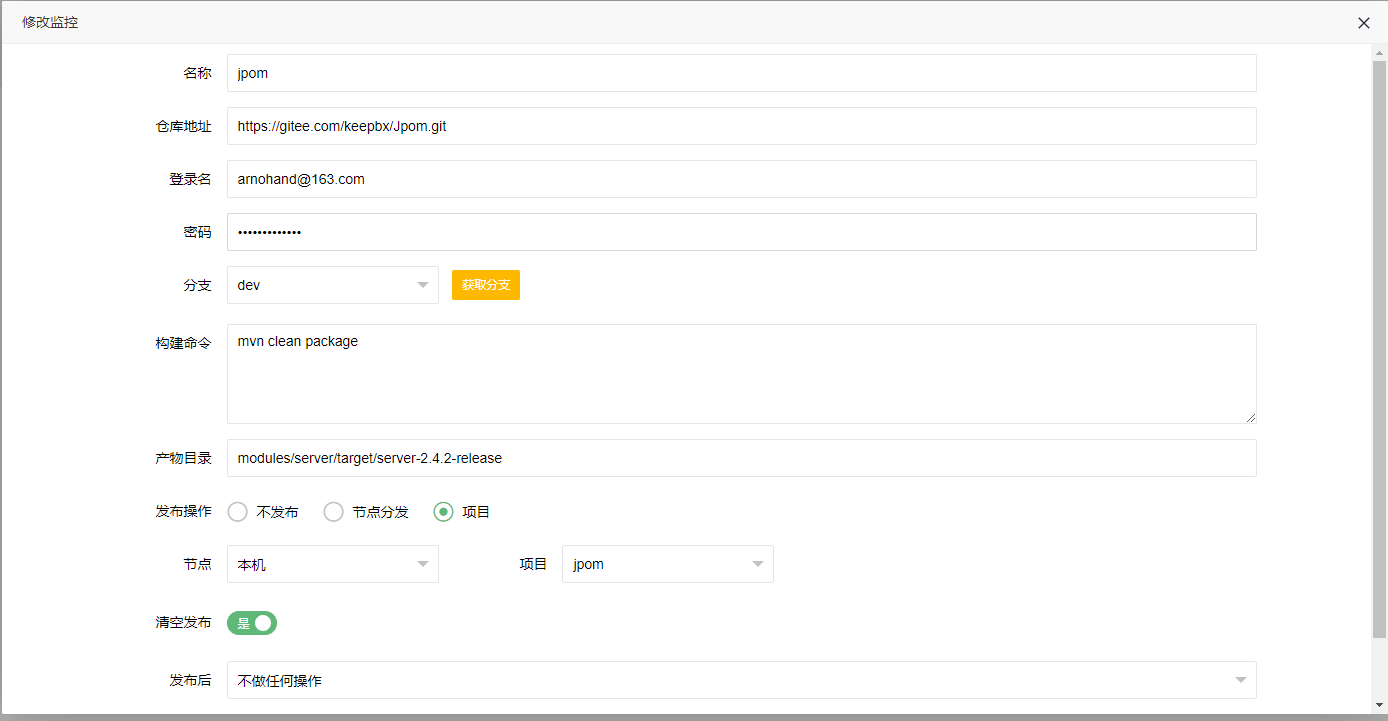 修改监控
名称 jpom
仓库地址 https://gitee.com/keepbx/Jpom.git
登录名 arnohand@163.com
密码 •••••••••••••
分支 dev 获取分支
构建命令 mvn clean package
产物目录 modules/server/target/server-2.4.2-release
发布操作 不发布 节点分发 项目
节点 本机 项目 jpom
清空发布 是
发布后 不做任何操作